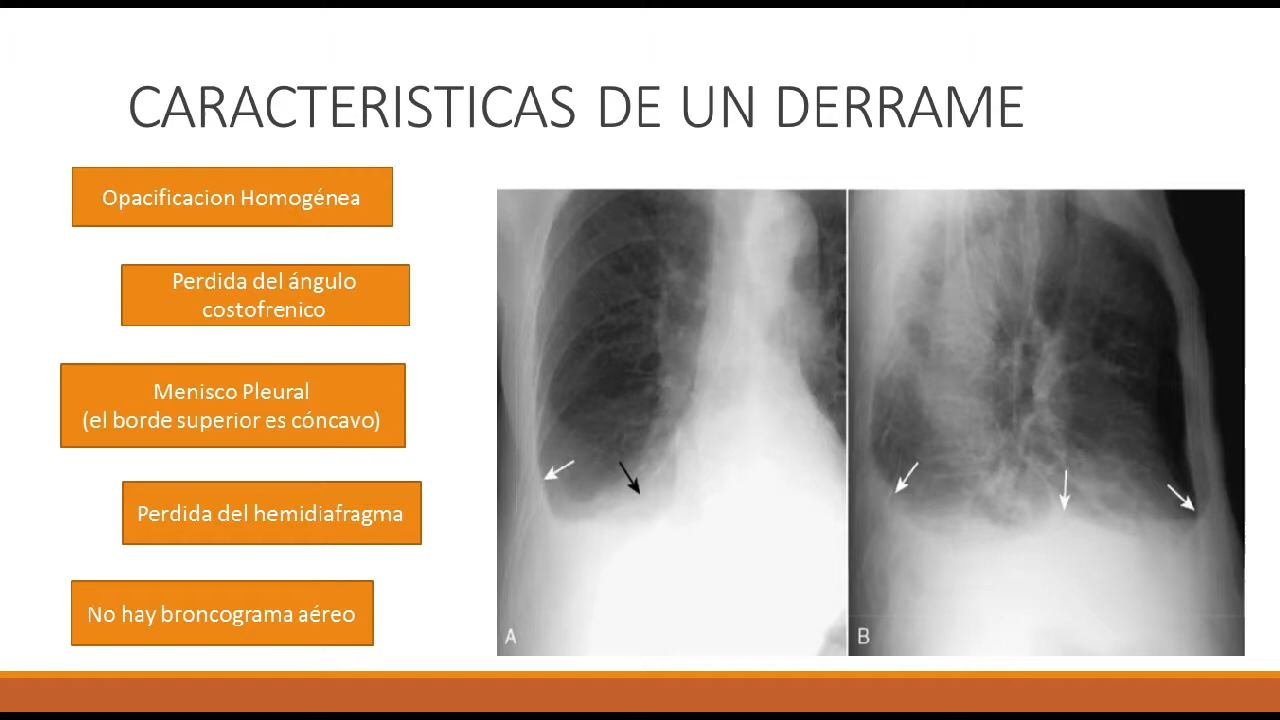 CARACTERISTICAS DE UN DERRAME
Opacificacion Homogénea
Perdida del ángulo
costofrenico
Menisco Pleural
(el borde superior es cóncavo)
Perdida del hemidiafragma
No hay broncograma aéreo
A
B